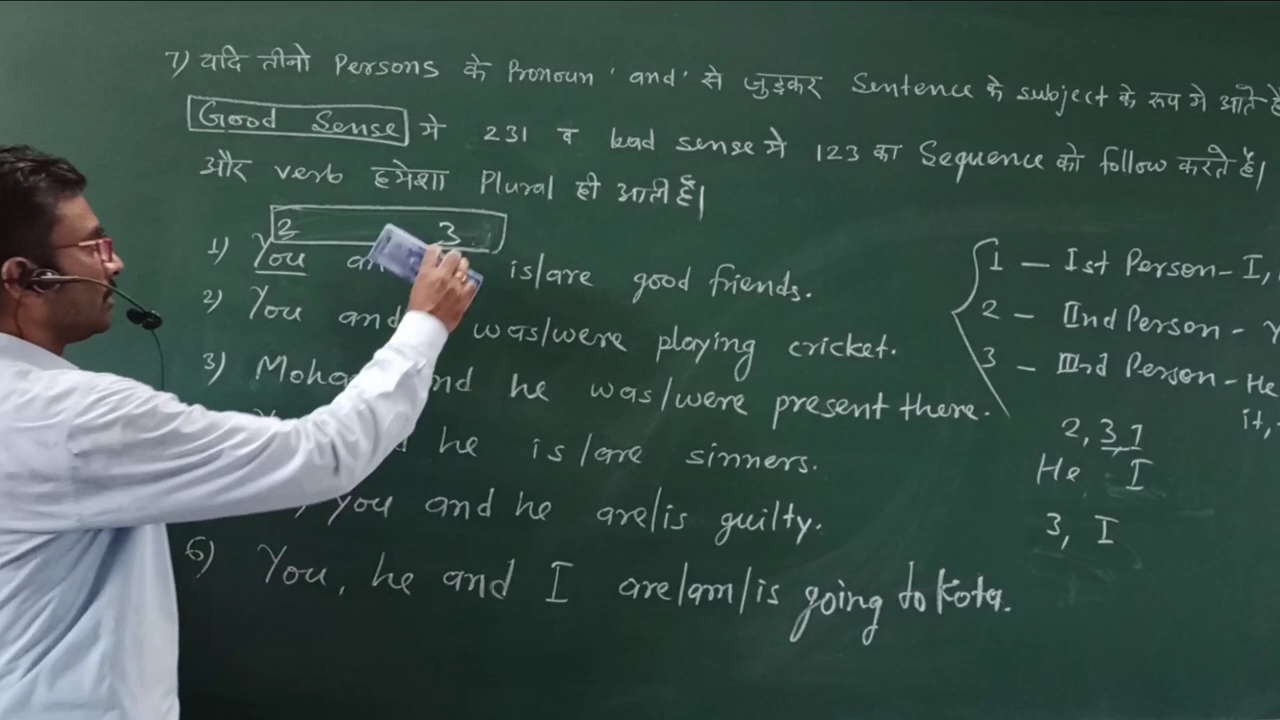 7) यदि तीनो Persons के Pronoun 'and' से जुड़कर Sentence के subject के रूप मे आते है
Good Sense मे 231 व bad sense मे 123 का Sequence को follow करते है।
और verb हमेशा Plural ही आती है।
2 3
1) You is/are good friends.
2) You and was/were playing cricket.
3) and he was/were present there.
he is/are sinners.
, you and he are/is guilty.
6) You, he and I are/am/is going to Kota.
1 - Ist Person - I,
2 - IInd Person -
3 - IIIrd Person - He
it,
2, 3, 1
He, I
3, I